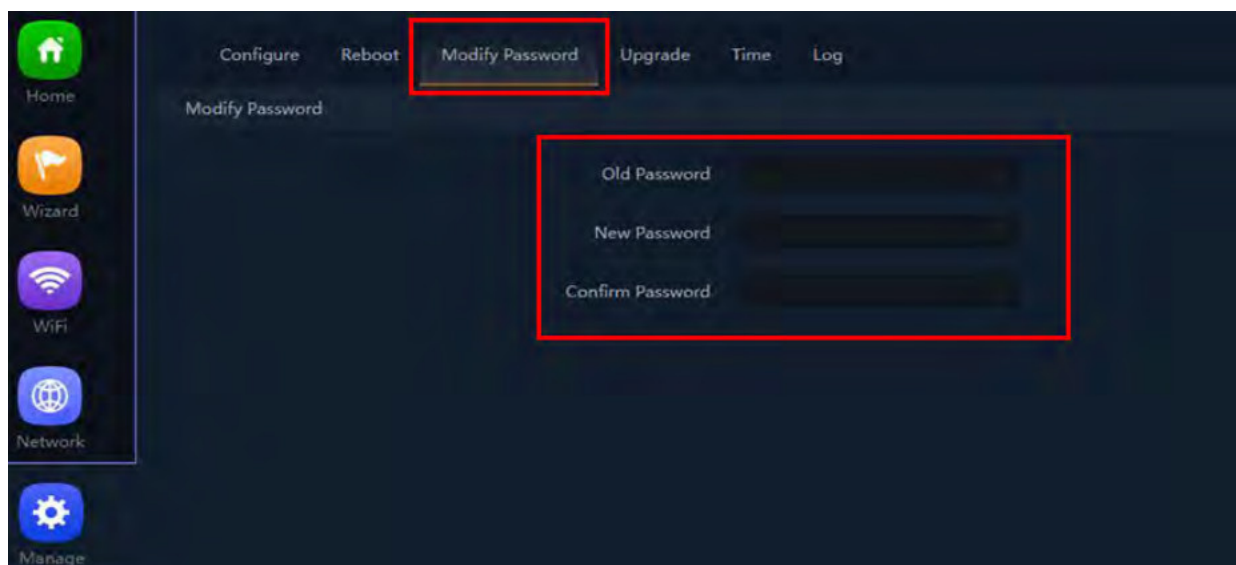 Configure Reboot Modify Password Upgrade Time Log
Home
Modify Password
Old Password
Wizard
New Password
Confirm Password
WiFi
Network
Manage